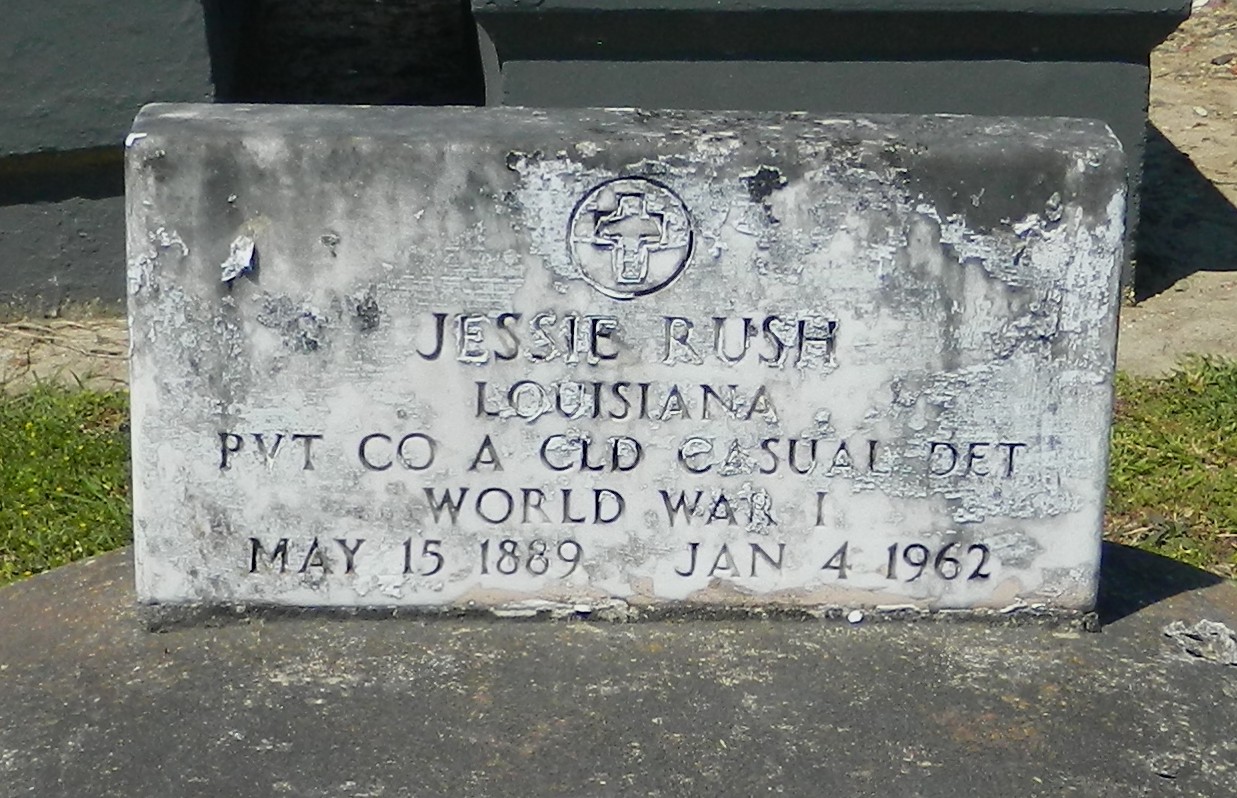 JESSIE RUSH
LOUISIANA
PVT CO A CLD CASUAL DET
WORLD WAR I
MAY 15 1889 JAN 4 1962